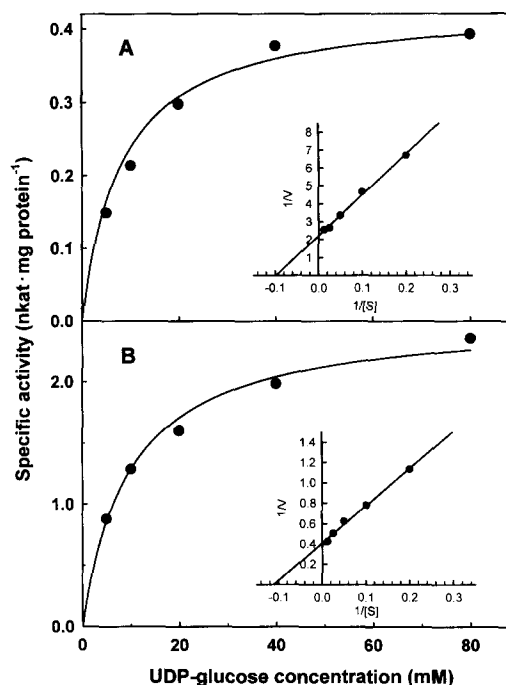 Specific activity (nkat · mg protein⁻¹)
A
0.4
0.3
0.2
0.1
0.0
1/V
8
7
6
5
4
3
2
1
-0.1 0.0 0.1 0.2 0.3
1/[S]
B
2.0
1.0
0.0
1/V
1.4
1.2
1.0
0.8
0.6
0.4
0.2
-0.1 0.0 0.1 0.2 0.3
1/[S]
0 20 40 60 80
UDP-glucose concentration (mM)